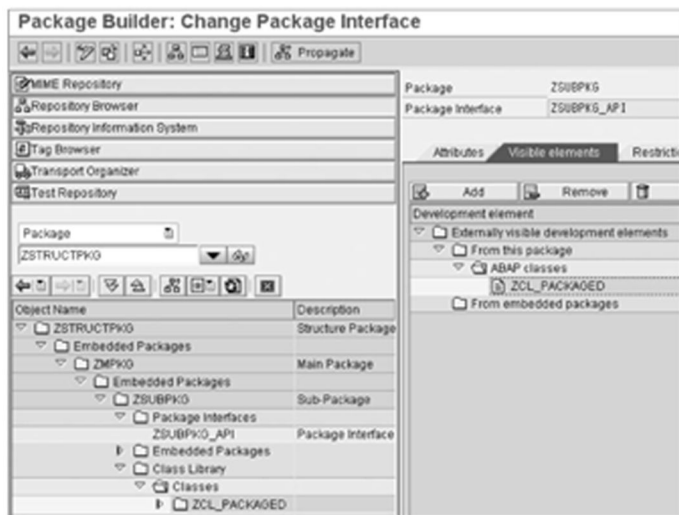 Package Builder: Change Package Interface
Propagate
MIME Repository
Repository Browser
Repository Information System
Tag Browser
Transport Organizer
Test Repository
Package
ZSTRUCTPKG
Object Name Description
ZSTRUCTPKG Structure Package
Embedded Packages
ZMPKG Main Package
Embedded Packages
ZSUBPKG Sub-Package
Package Interfaces
ZSUBPKG_API Package Interface
Embedded Packages
Class Library
Classes
ZCL_PACKAGED
Package ZSUBPKG
Package Interface ZSUBPKG_API
Attributes Visible elements Restricti
Add Remove
Development element
Externally visible development elements
From this package
ABAP classes
ZCL_PACKAGED
From embedded packages